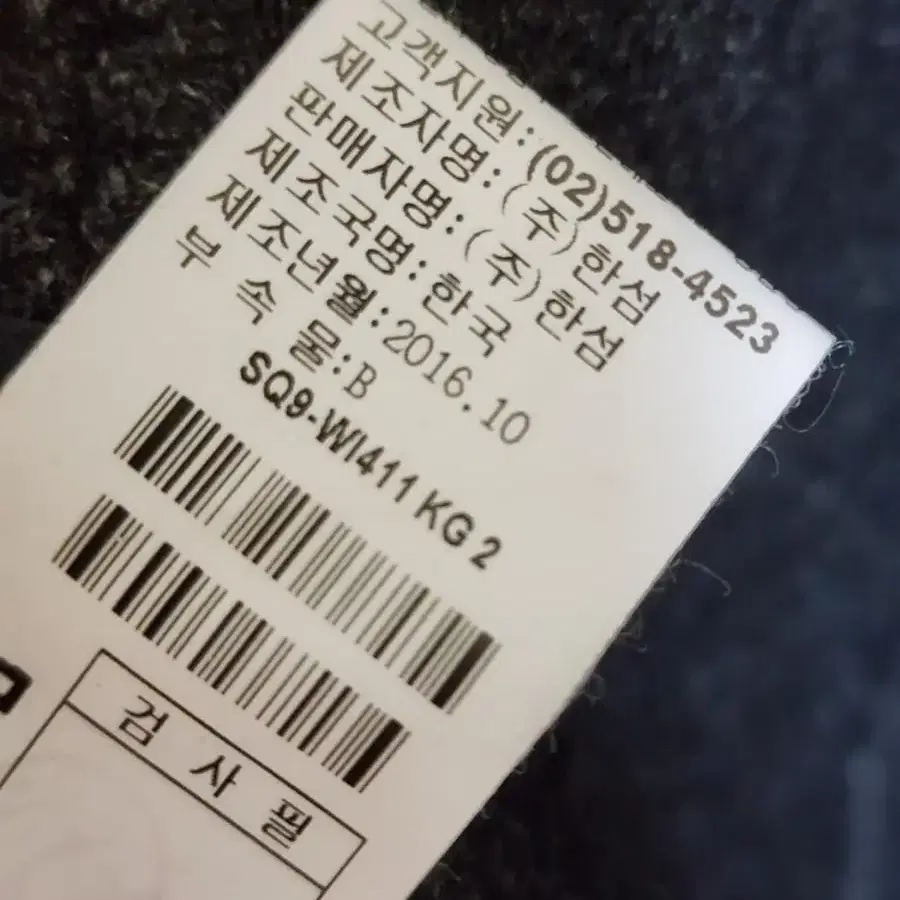 고객지원:(02)518-4523
제조자명:(주)한섬
판매자명:(주)한섬
제조국명:한국
제조년월:2016.10
부 속 물:B
SQ9-WI411 KG 2
검 사 필